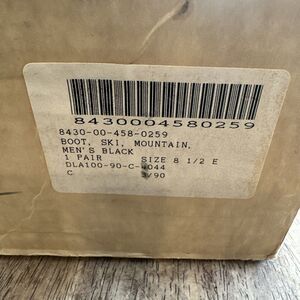 8430004580259
8430-00-458-0259
BOOT, SKI, MOUNTAIN,
MEN'S BLACK
1 PAIR SIZE 8 1/2 E
DLA100-90-C-4044
C 3/90